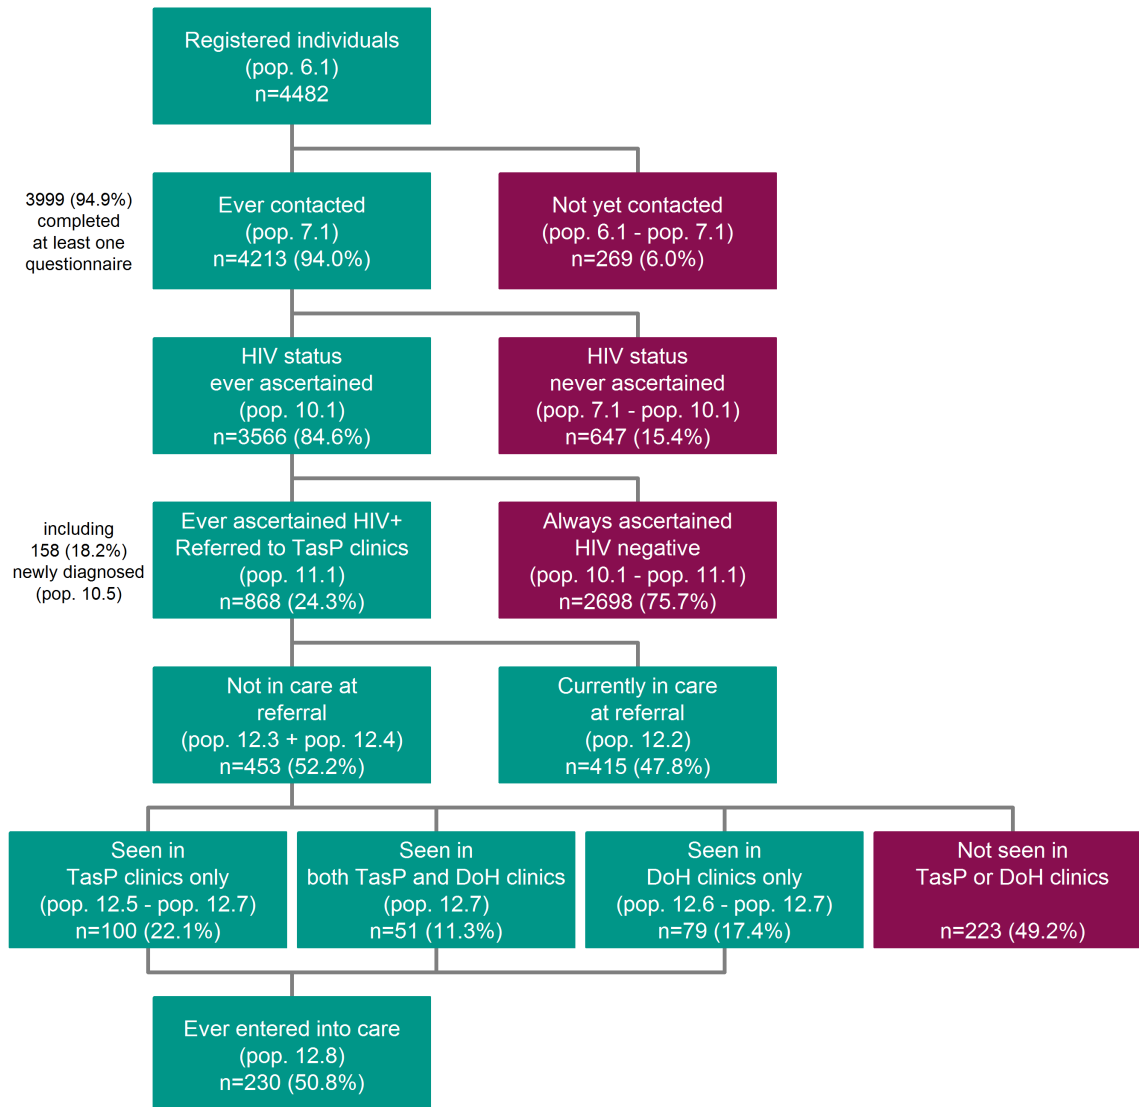 Registered individuals
(pop. 6.1)
n=4482
3999 (94.9%)
completed
at least one
questionnaire
Ever contacted
(pop. 7.1)
n=4213 (94.0%)
Not yet contacted
(pop. 6.1 - pop. 7.1)
n=269 (6.0%)
HIV status
ever ascertained
(pop. 10.1)
n=3566 (84.6%)
HIV status
never ascertained
(pop. 7.1 - pop. 10.1)
n=647 (15.4%)
including
158 (18.2%)
newly diagnosed
(pop. 10.5)
Ever ascertained HIV+
Referred to TasP clinics
(pop. 11.1)
n=868 (24.3%)
Always ascertained
HIV negative
(pop. 10.1 - pop. 11.1)
n=2698 (75.7%)
Not in care at
referral
(pop. 12.3 + pop. 12.4)
n=453 (52.2%)
Currently in care
at referral
(pop. 12.2)
n=415 (47.8%)
Seen in
TasP clinics only
(pop. 12.5 - pop. 12.7)
n=100 (22.1%)
Seen in
both TasP and DoH clinics
(pop. 12.7)
n=51 (11.3%)
Seen in
DoH clinics only
(pop. 12.6 - pop. 12.7)
n=79 (17.4%)
Not seen in
TasP or DoH clinics
n=223 (49.2%)
Ever entered into care
(pop. 12.8)
n=230 (50.8%)